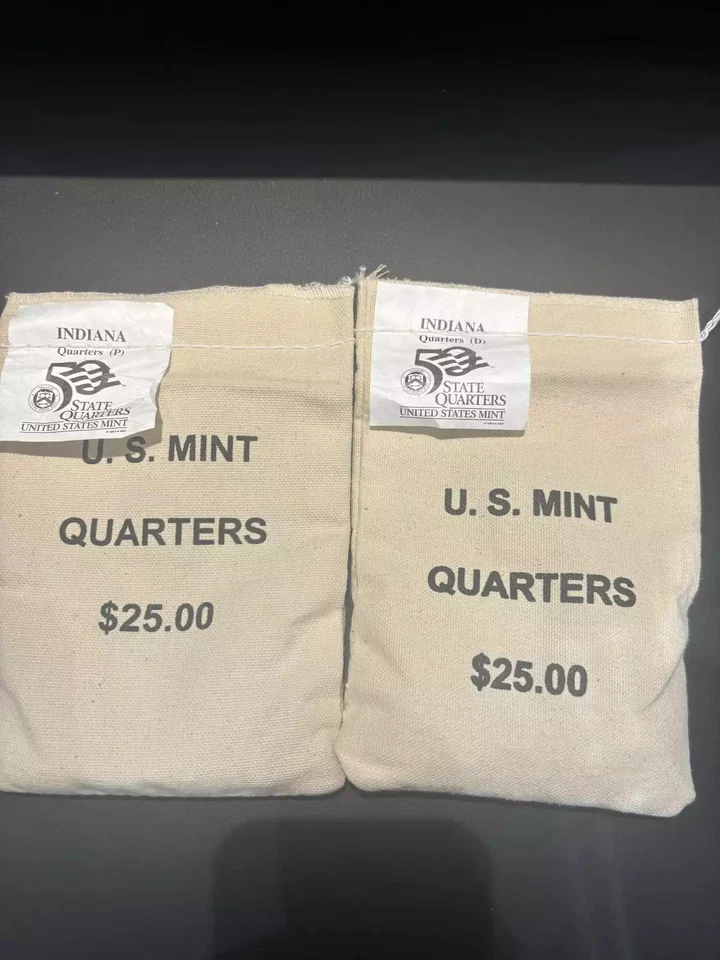 INDIANA
Quarters (P)
50
STATE
QUARTERS
UNITED STATES MINT
U. S. MINT
QUARTERS
$25.00
INDIANA
Quarters (D)
50
STATE
QUARTERS
UNITED STATES MINT
U. S. MINT
QUARTERS
$25.00